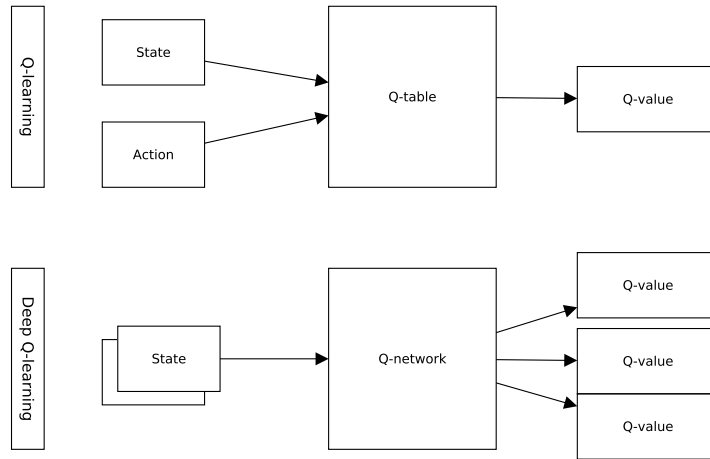 Q-learning
State
Action
Q-table
Q-value
Deep Q-learning
State
Q-network
Q-value
Q-value
Q-value